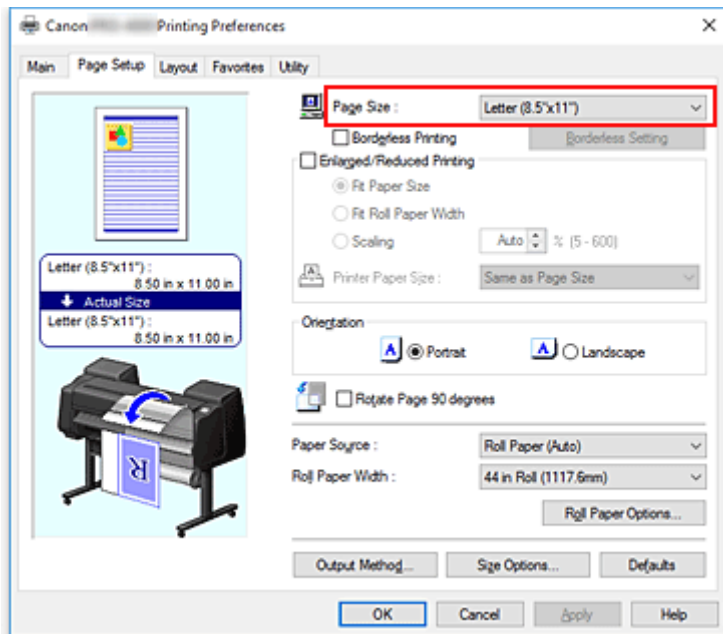 Canon Printing Preferences
Main Page Setup Layout Favorites Utility
Page Size : Letter (8.5"x11")
Borderless Printing Borderless Setting
Enlarged/Reduced Printing
Fit Paper Size
Fit Roll Paper Width
Scaling Auto % (5 - 600)
Printer Paper Size : Same as Page Size
Letter (8.5"x11") :
8.50 in x 11.00 in
Actual Size
Letter (8.5"x11") :
8.50 in x 11.00 in
Orientation
A Portrait A Landscape
Rotate Page 90 degrees
R
Paper Source : Roll Paper (Auto)
Roll Paper Width : 44 in Roll (1117.6mm)
Roll Paper Options...
Output Method... Size Options... Defaults
OK Cancel Apply Help